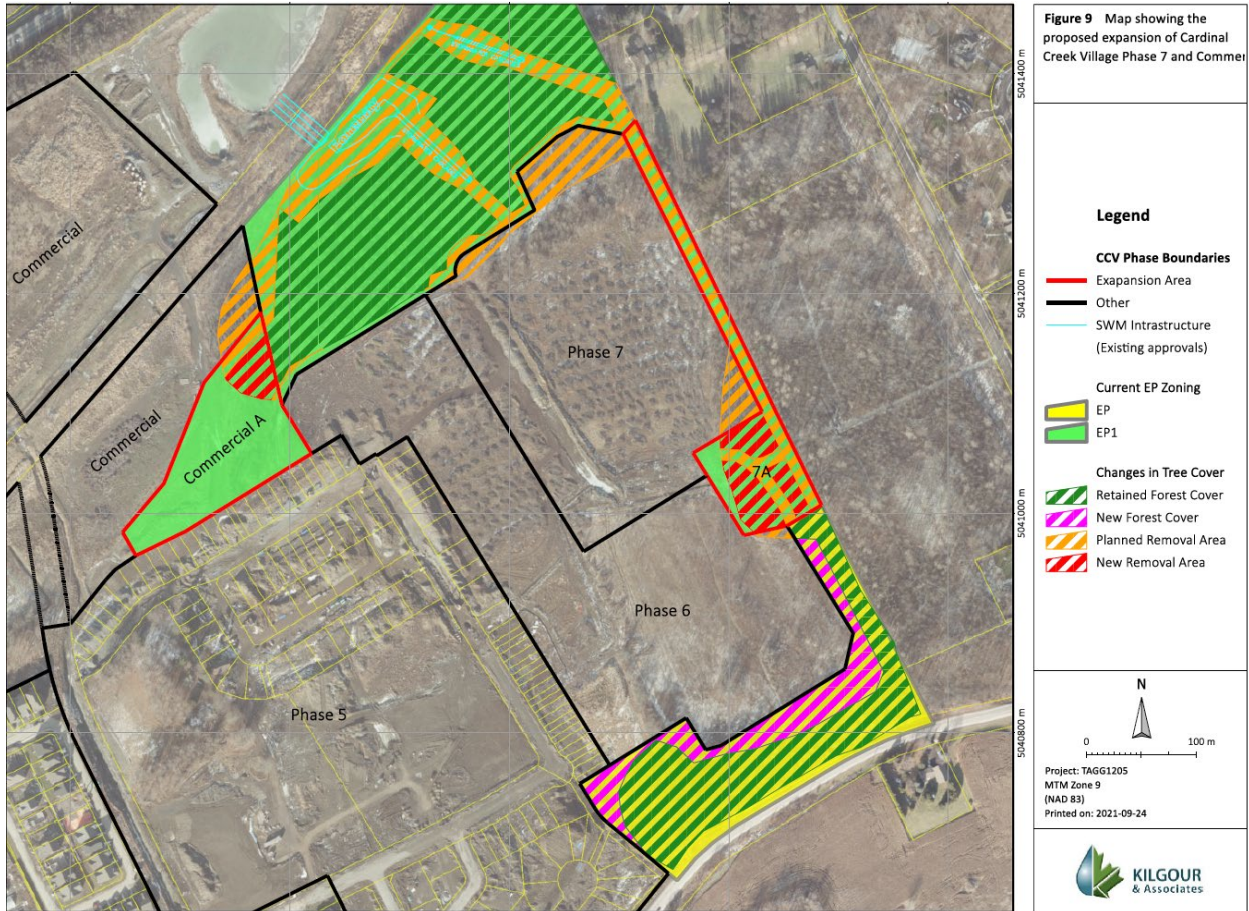 Figure 9 Map showing the
proposed expansion of Cardinal
Creek Village Phase 7 and Commer
Legend
CCV Phase Boundaries
Exapansion Area
Other
SWM Intrastructure
(Existing approvals)
Current EP Zoning
EP
EP1
Changes in Tree Cover
Retained Forest Cover
New Forest Cover
Planned Removal Area
New Removal Area
N
0 100 m
Project: TAGG1205
MTM Zone 9
(NAD 83)
Printed on: 2021-09-24
KILGOUR
& Associates
5041400 m
5041200 m
5041000 m
5040800 m
Commercial
Commercial
Commercial A
Phase 7
7A
Phase 6
Phase 5